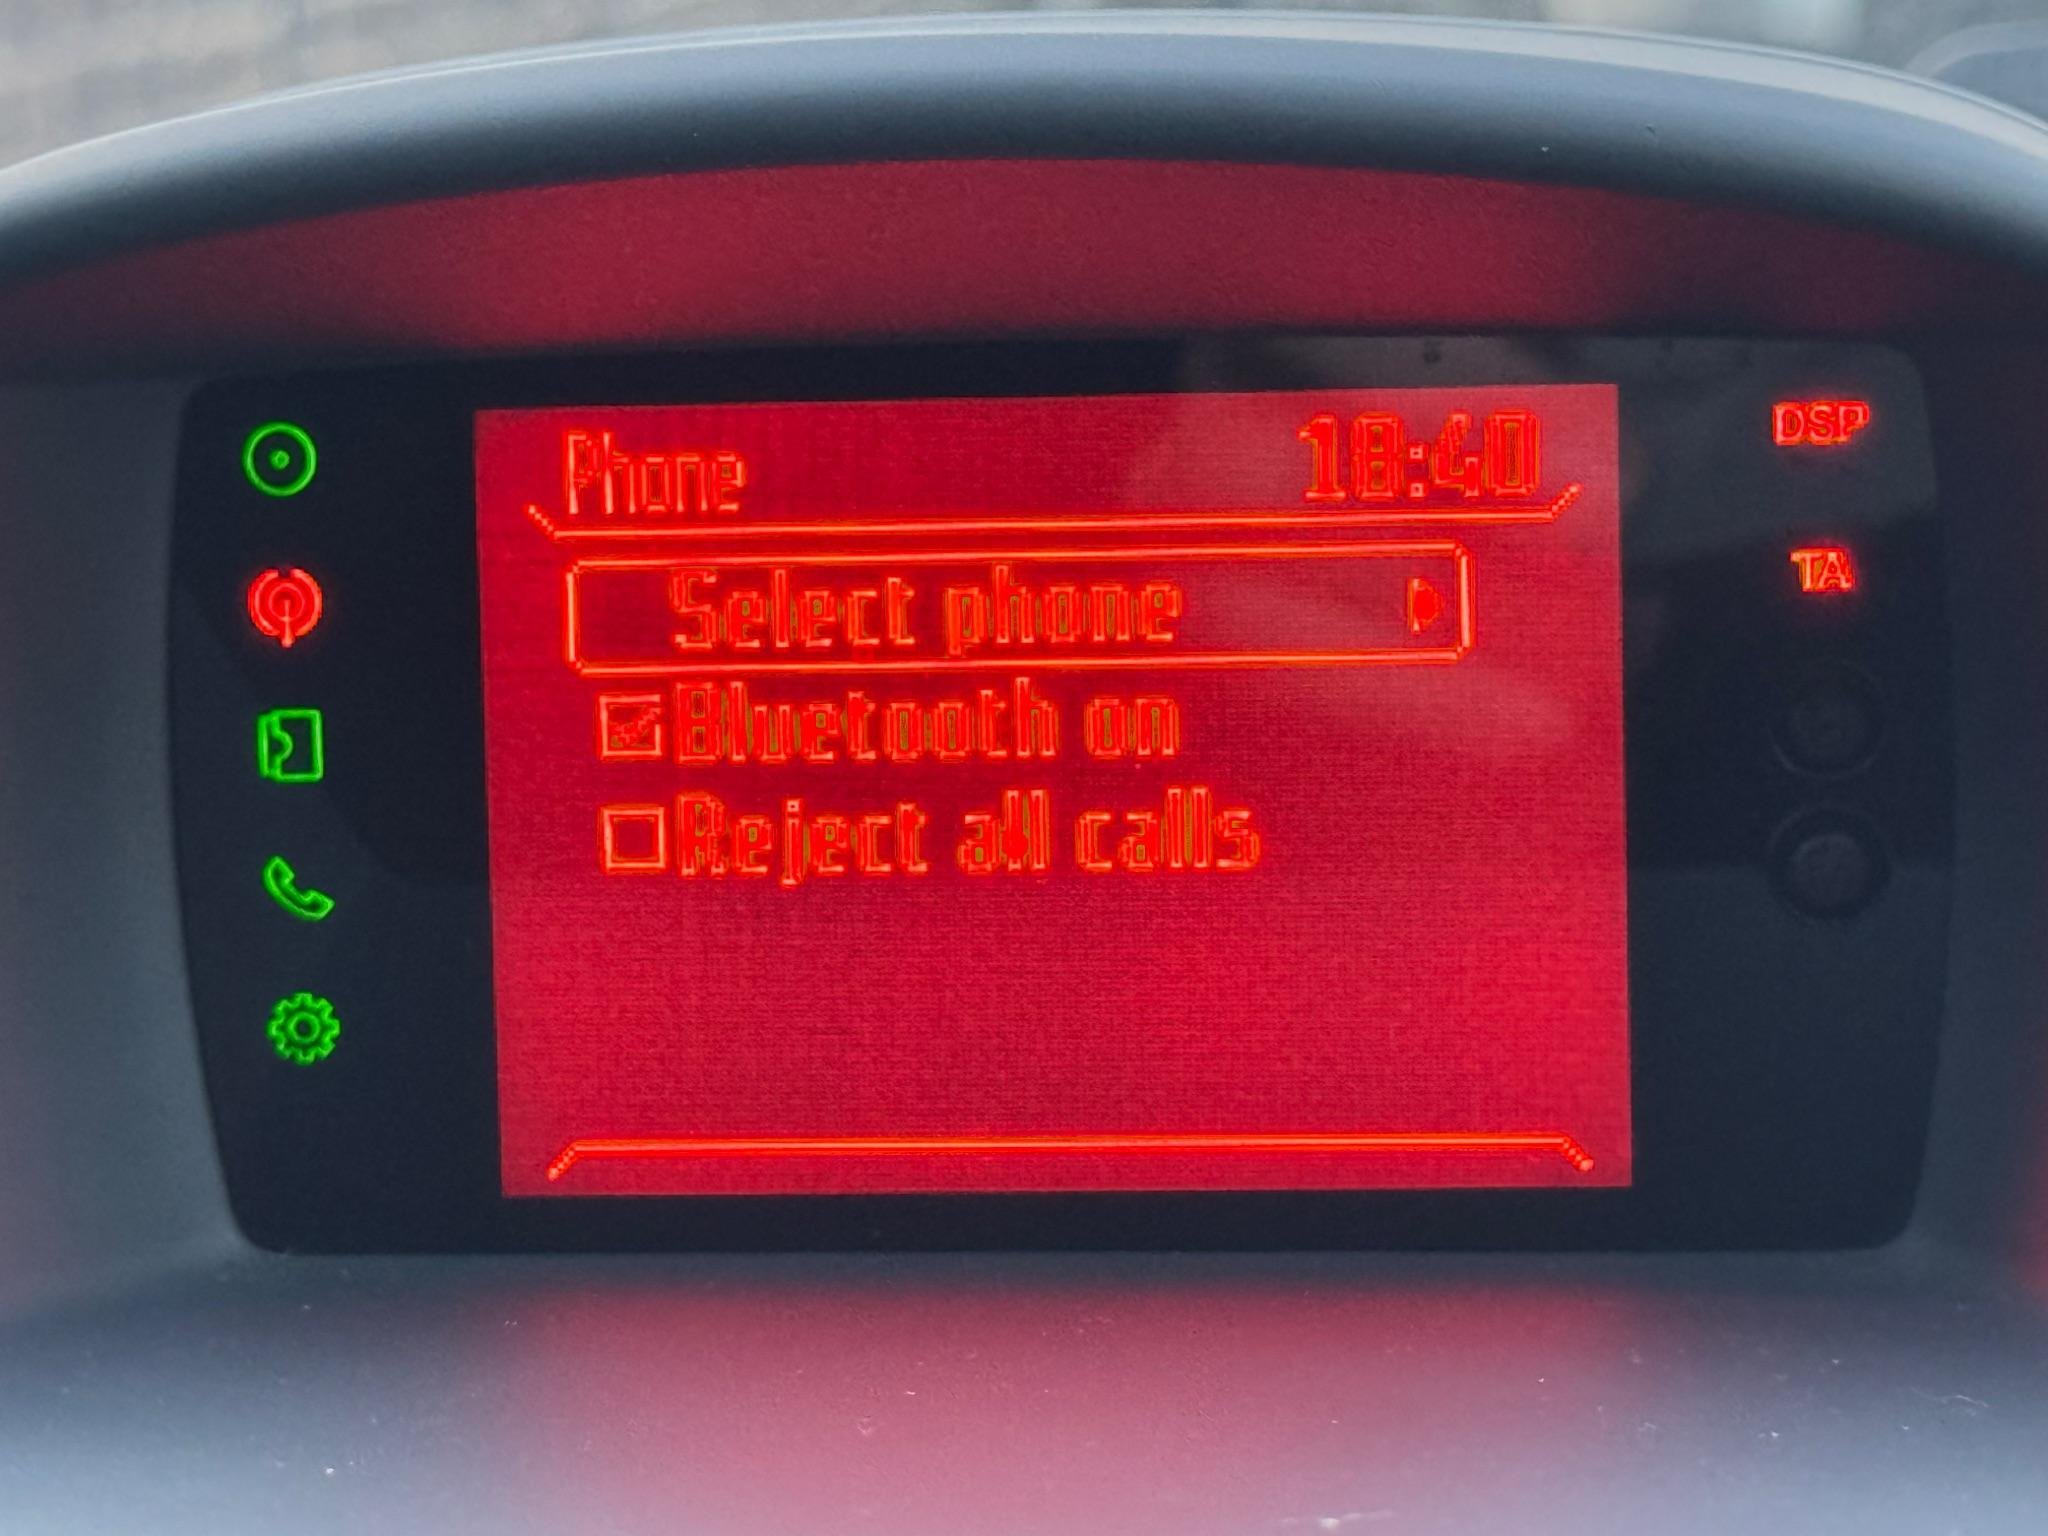 Phone 18:40
DSP
Select phone
TA
Bluetooth on
Reject all calls